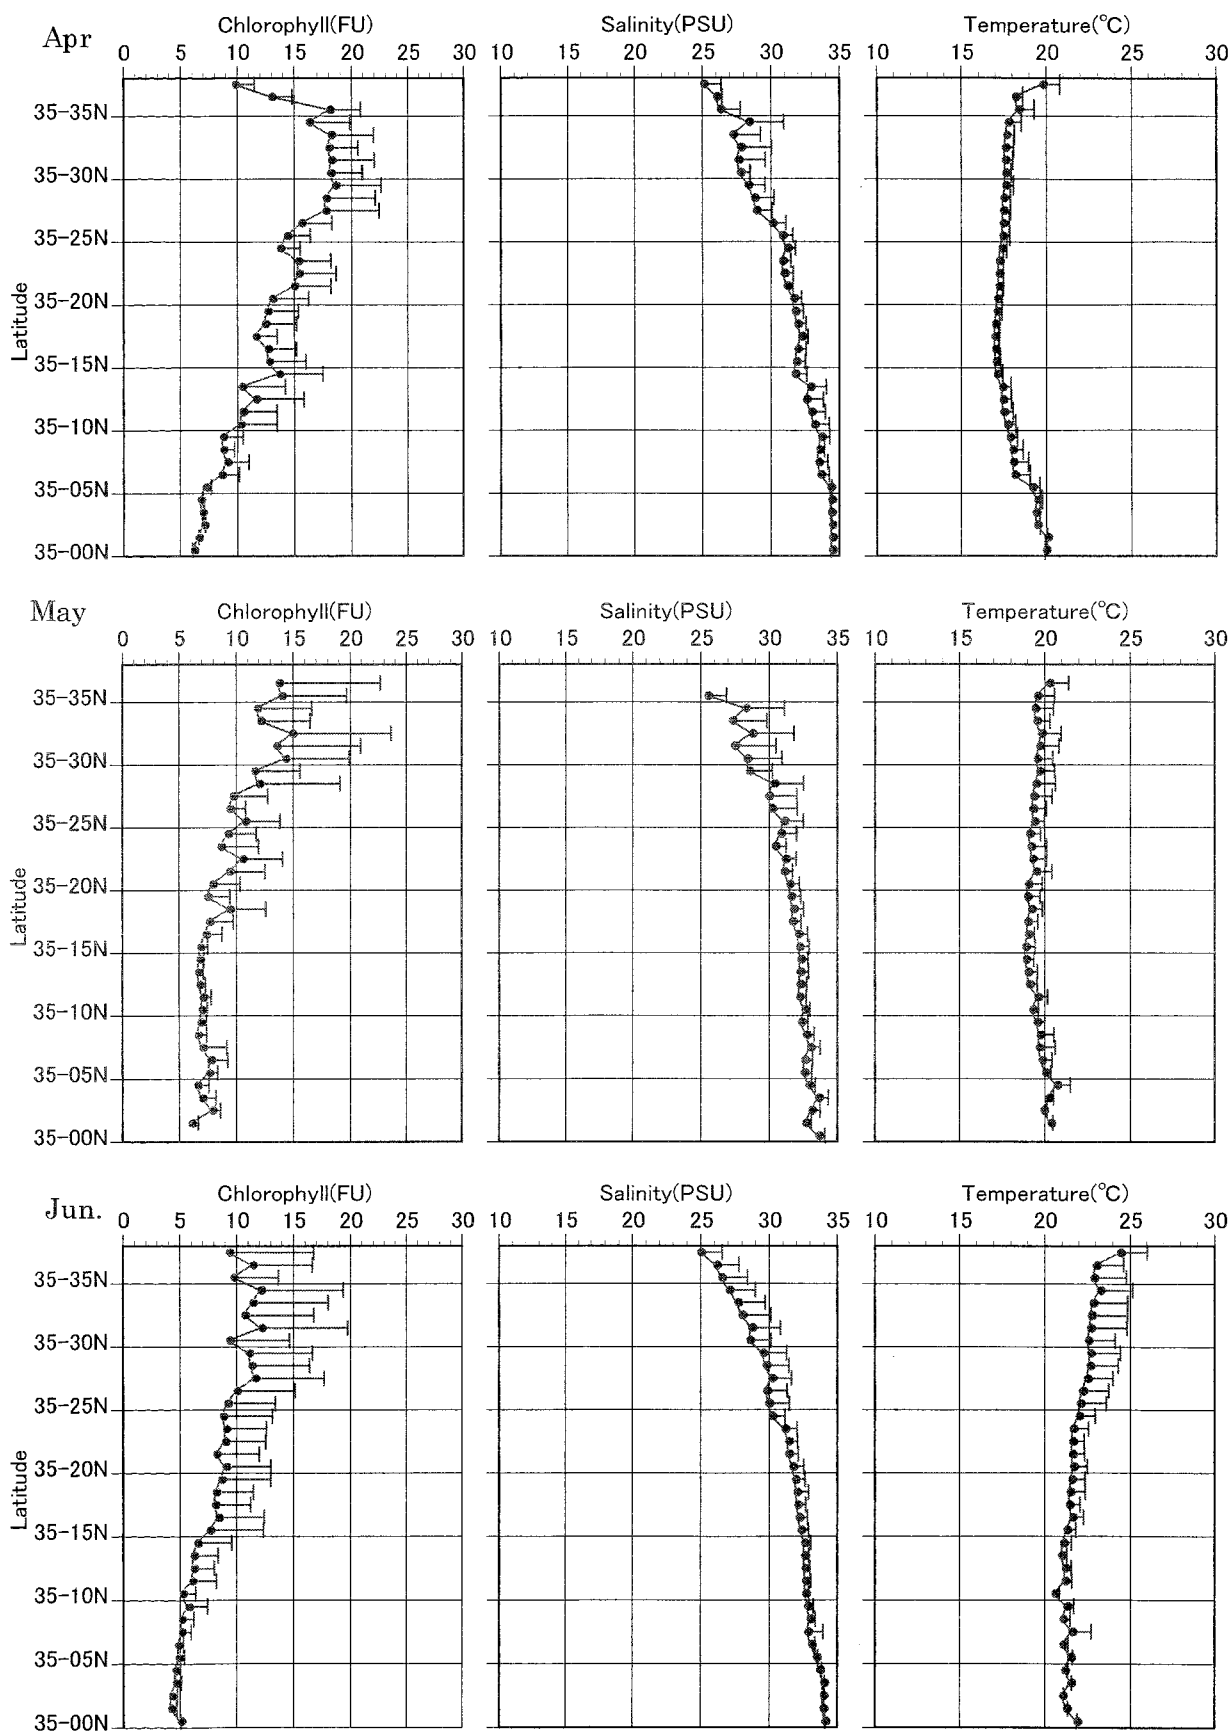 Apr
Chlorophyll(FU) Salinity(PSU) Temperature(°C)
0 5 10 15 20 25 30 10 15 20 25 30 35 10 15 20 25 30
35-35N
35-30N
35-25N
35-20N
35-15N
35-10N
35-05N
35-00N
Latitude
May
Chlorophyll(FU) Salinity(PSU) Temperature(°C)
0 5 10 15 20 25 30 10 15 20 25 30 35 10 15 20 25 30
35-35N
35-30N
35-25N
35-20N
35-15N
35-10N
35-05N
35-00N
Latitude
Jun.
Chlorophyll(FU) Salinity(PSU) Temperature(°C)
0 5 10 15 20 25 30 10 15 20 25 30 35 10 15 20 25 30
35-35N
35-30N
35-25N
35-20N
35-15N
35-10N
35-05N
35-00N
Latitude